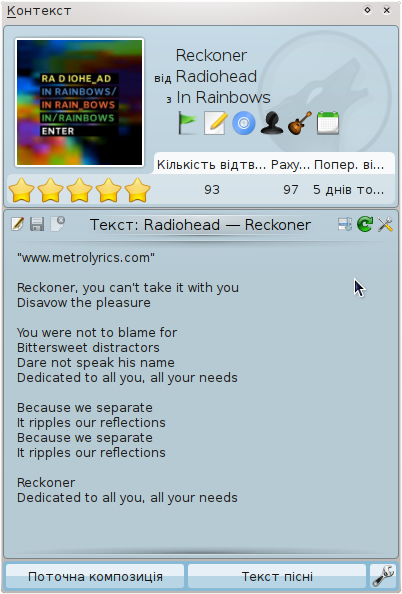 Контекст
Reckoner
від Radiohead
з In Rainbows
RA D IOHE_AD
IN RAINBOWS/
IN RAIN_BOWS
IN/RAINBOWS
ENTER
Кількість відтв... Раху... Попер. ві...
93 97 5 днів то...
Текст: Radiohead — Reckoner
"www.metrolyrics.com"
Reckoner, you can't take it with you
Disavow the pleasure
You were not to blame for
Bittersweet distractors
Dare not speak his name
Dedicated to all you, all your needs
Because we separate
It ripples our reflections
Because we separate
It ripples our reflections
Reckoner
Dedicated to all you, all your needs
Поточна композиція Текст пісні